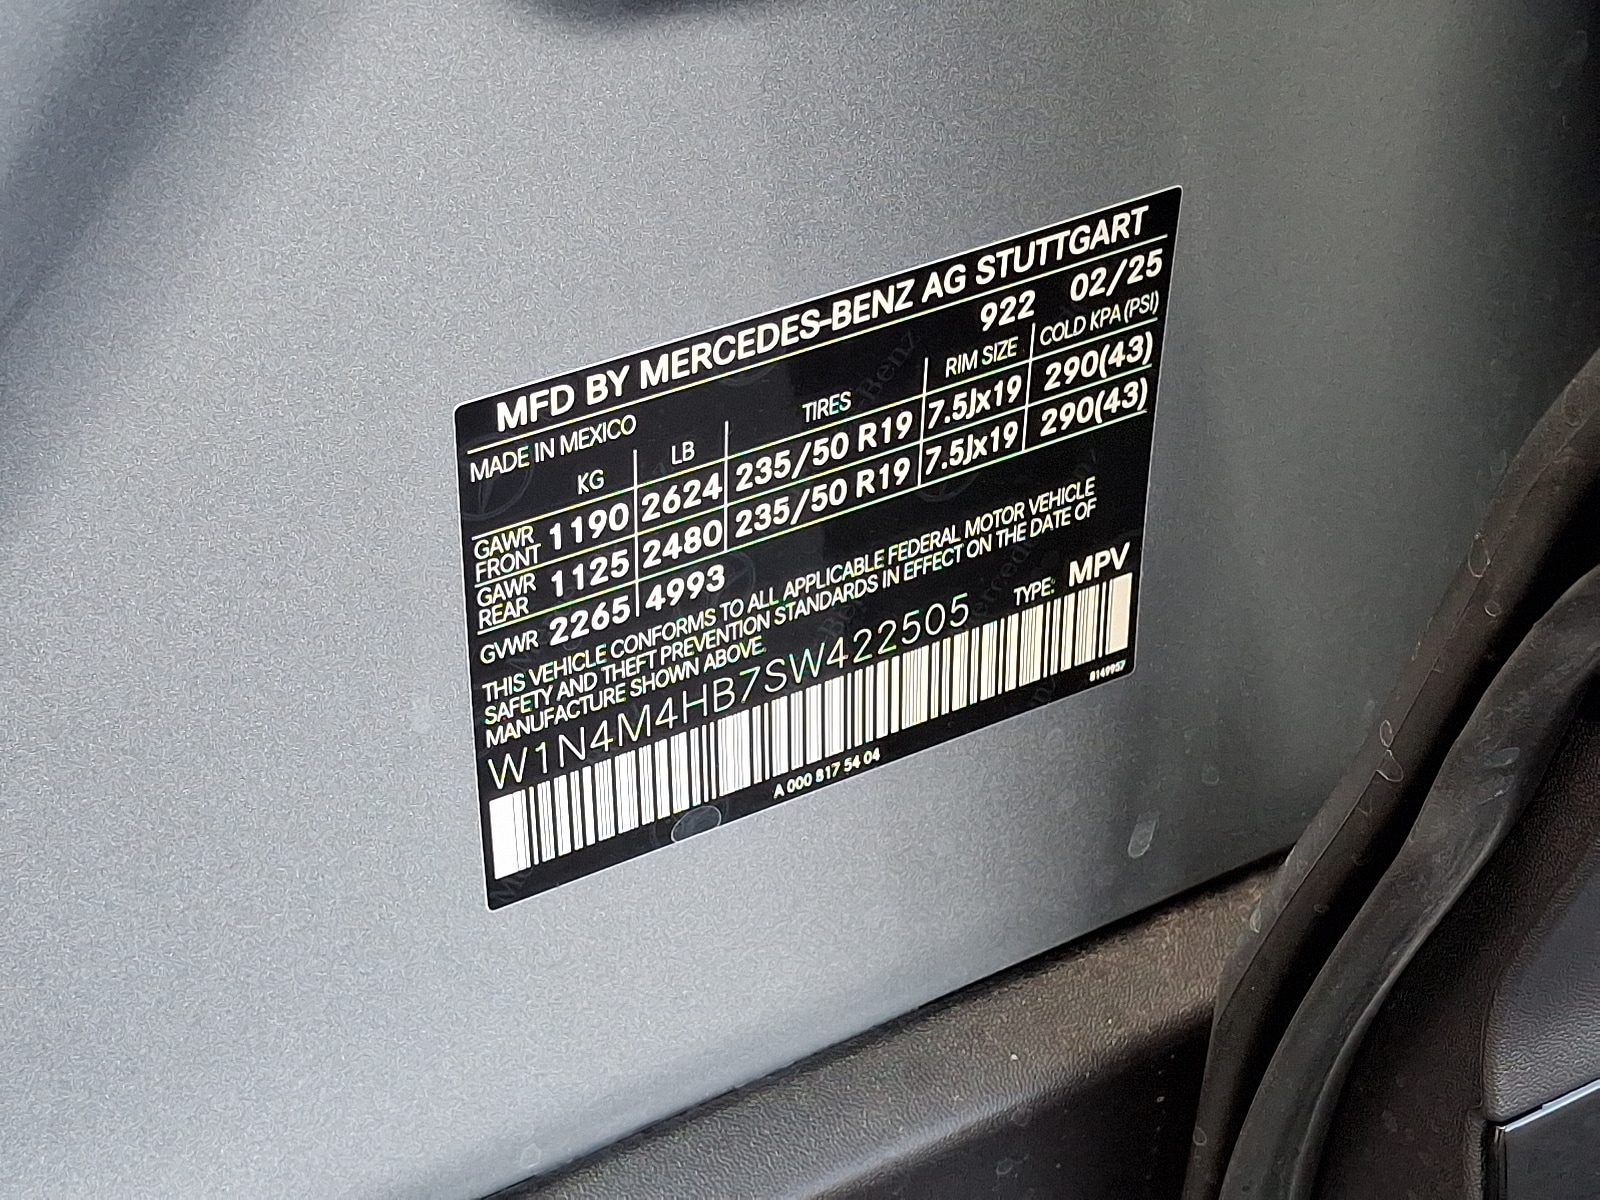 MFD BY MERCEDES-BENZ AG STUTTGART
MADE IN MEXICO 922 02/25
KG LB TIRES RIM SIZE COLD KPA (PSI)
GAWR FRONT 1190 2624 235/50 R19 7.5Jx19 290(43)
GAWR REAR 1125 2480 235/50 R19 7.5Jx19 290(43)
GVWR 2265 4993
THIS VEHICLE CONFORMS TO ALL APPLICABLE FEDERAL MOTOR VEHICLE
SAFETY AND THEFT PREVENTION STANDARDS IN EFFECT ON THE DATE OF
MANUFACTURE SHOWN ABOVE.
W1N4M4HB7SW422505 TYPE: MPV
8149957
A 000 817 54 04